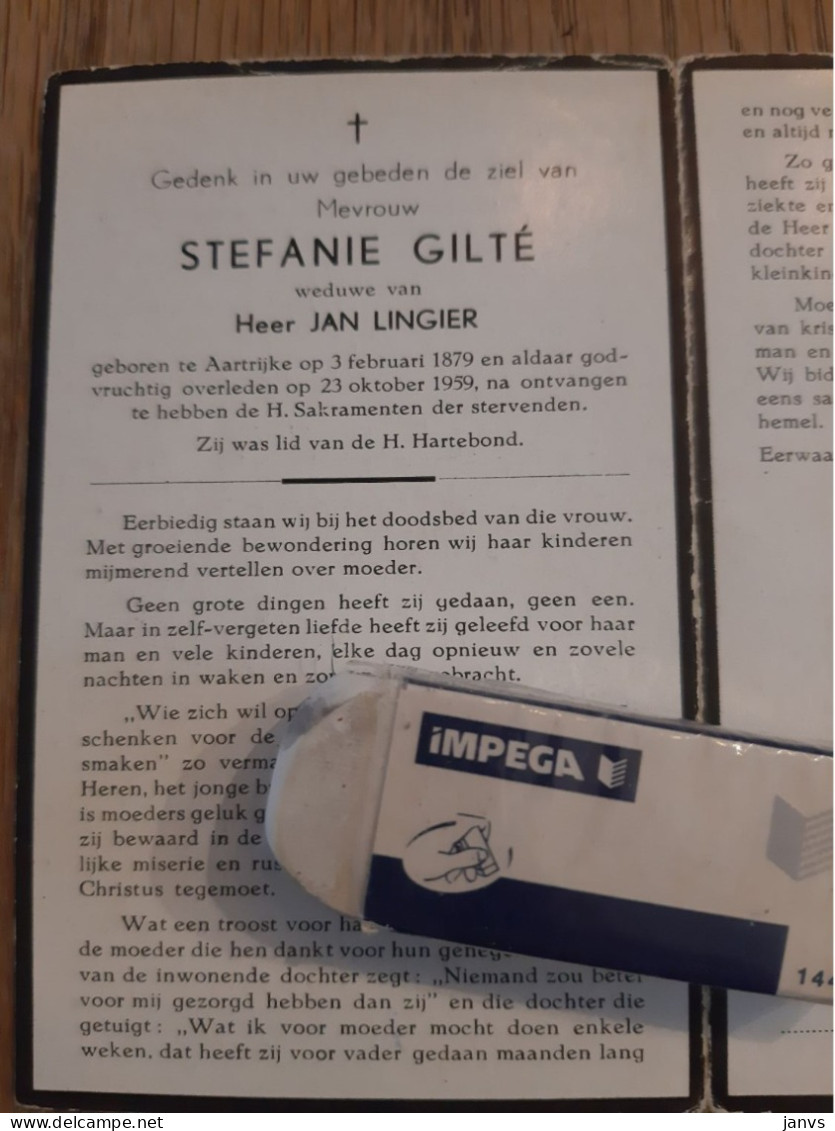 †
Gedenk in uw gebeden de ziel van
Mevrouw
STEFANIE GILTÉ
weduwe van
Heer JAN LINGIER
geboren te Aartrijke op 3 februari 1879 en aldaar god-
vruchtig overleden op 23 oktober 1959, na ontvangen
te hebben de H. Sakramenten der stervenden.
Zij was lid van de H. Hartebond.
Eerbiedig staan wij bij het doodsbed van die vrouw.
Met groeiende bewondering horen wij haar kinderen
mijmerend vertellen over moeder.
Geen grote dingen heeft zij gedaan, geen een.
Maar in zelf-vergeten liefde heeft zij geleefd voor haar
man en vele kinderen, elke dag opnieuw en zovele
nachten in waken en zor bracht.
„Wie zich wil op
schenken voor de
smaken" zo verma
Heren, het jonge b
is moeders geluk g
zij bewaard in de
lijke miserie en rus
Christus tegemoet.
Wat een troost voor ha
de moeder die hen dankt voor hun geneg
van de inwonende dochter zegt: „Niemand zou beter
voor mij gezorgd hebben dan zij" en die dochter die
getuigt: „Wat ik voor moeder mocht doen enkele
weken, dat heeft zij voor vader gedaan maanden lang
en nog ve
en altijd
Zo g
heeft zij
ziekte er
de Heer
dochter
kleinkin
Moe
van kris
man en
Wij bid
eens sa
hemel.
Eerwaa
iMPEGA
144
www.delcampe.net
janvs